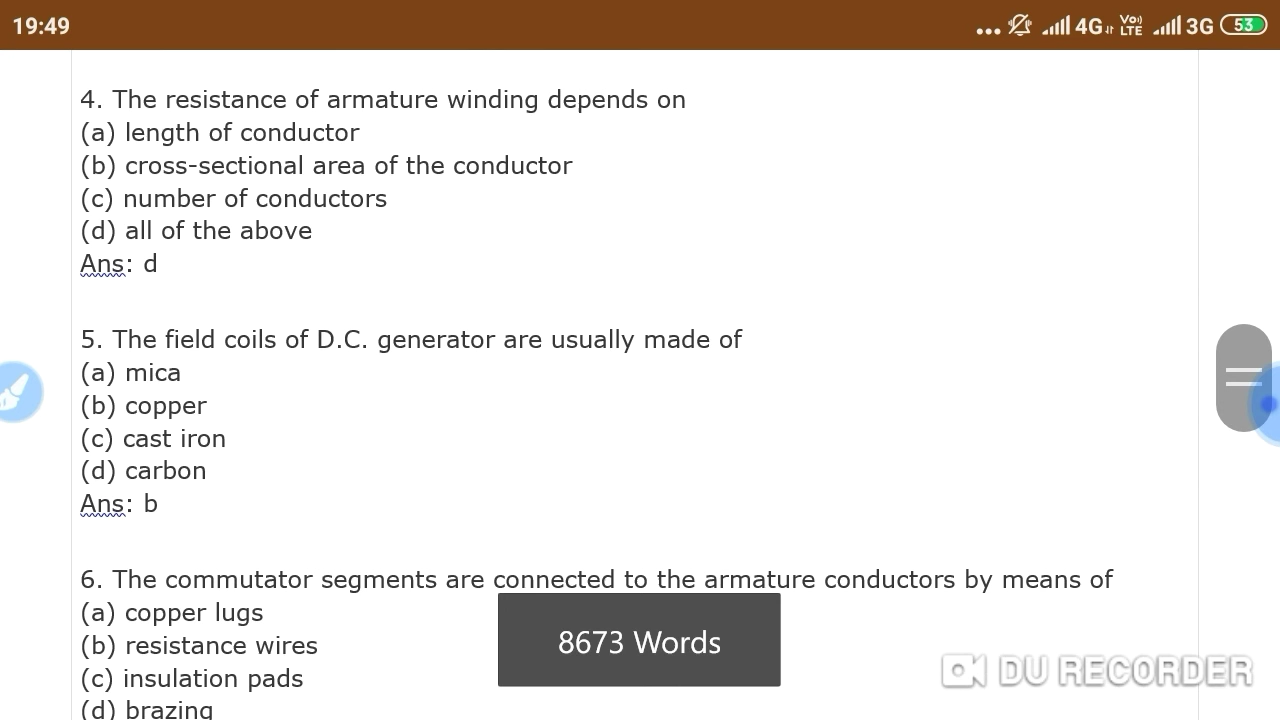 19:49
... 4G Vo)) LTE 3G 53
4. The resistance of armature winding depends on
(a) length of conductor
(b) cross-sectional area of the conductor
(c) number of conductors
(d) all of the above
Ans: d
5. The field coils of D.C. generator are usually made of
(a) mica
(b) copper
(c) cast iron
(d) carbon
Ans: b
6. The commutator segments are connected to the armature conductors by means of
(a) copper lugs
(b) resistance wires
(c) insulation pads
(d) brazing
8673 Words
DU RECORDER